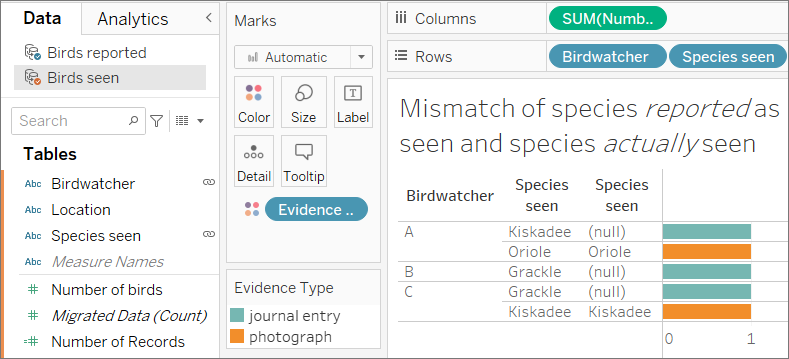 Data Analytics <
Birds reported
Birds seen
Search
Tables
Abc Birdwatcher
Abc Location
Abc Species seen
Abc Measure Names
# Number of birds
# Migrated Data (Count)
=# Number of Records
Marks
Automatic
Color Size Label
T
Detail Tooltip
Evidence ..
Evidence Type
journal entry
photograph
Columns SUM(Numb..
Rows Birdwatcher Species seen
Mismatch of species reported as
seen and species actually seen
Birdwatcher Species seen Species seen
A Kiskadee (null)
Oriole Oriole
B Grackle (null)
C Grackle (null)
Kiskadee Kiskadee
0 1